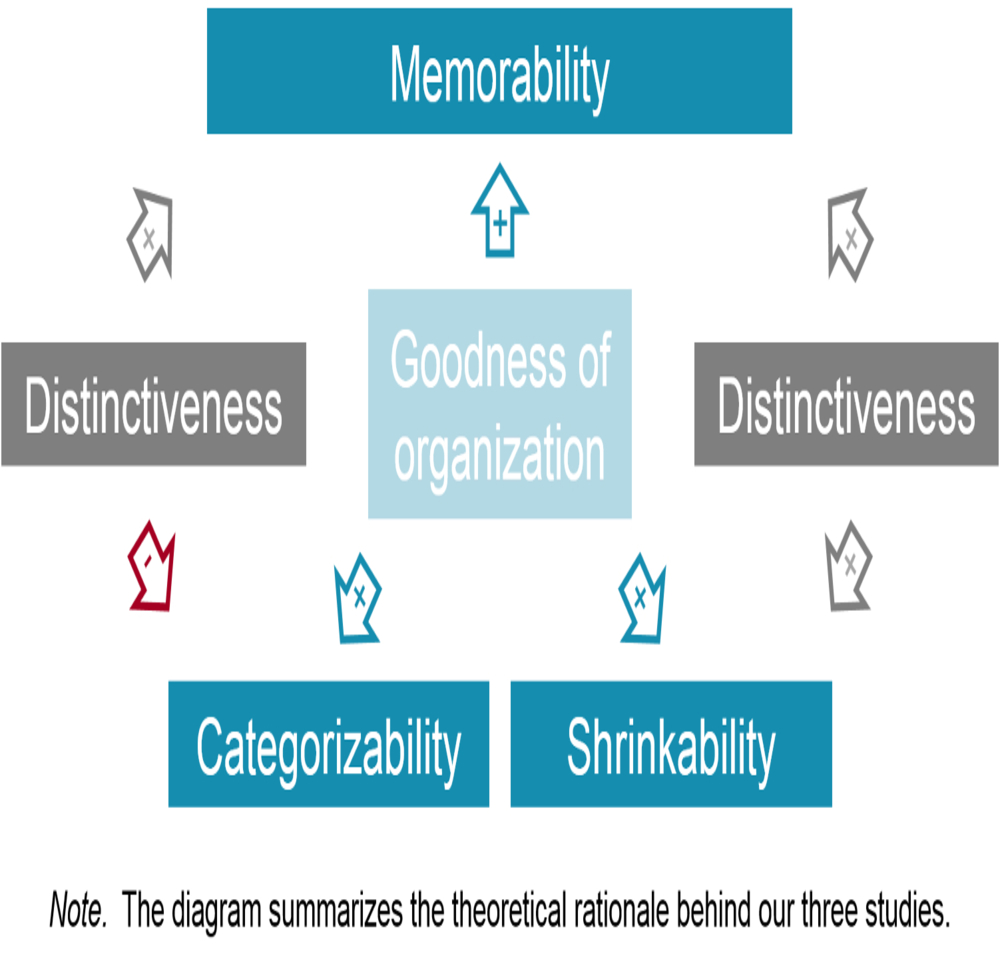 Memorability
+
x
x
Goodness of
organization
Distinctiveness
Distinctiveness
-
x
x
x
Categorizability
Shrinkability
Note. The diagram summarizes the theoretical rationale behind our three studies.